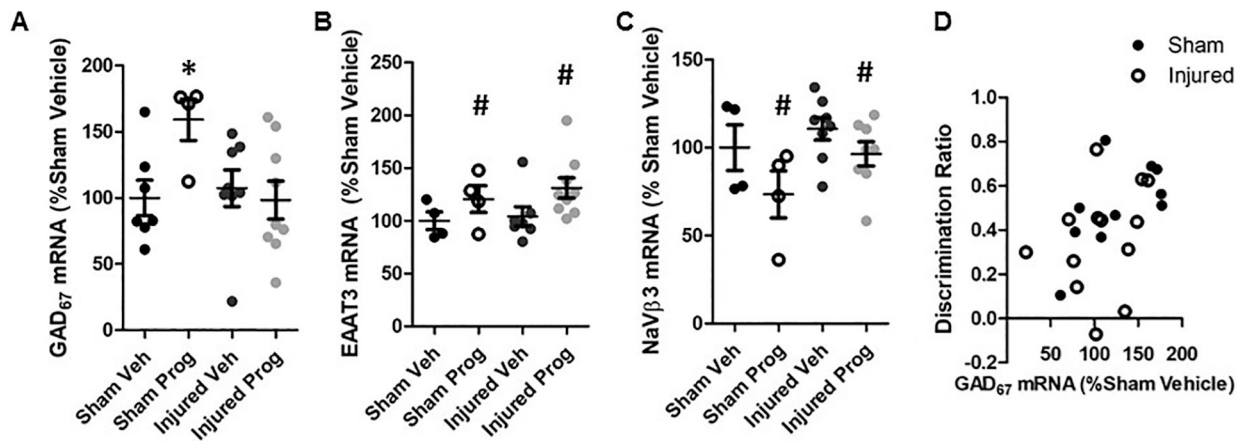 A
GAD67 mRNA (%Sham Vehicle)
200
150
100
50
0
*
Sham Veh
Sham Prog
Injured Veh
Injured Prog
B
EAAT3 mRNA (%Sham Vehicle)
250
200
150
100
50
0
#
#
Sham Veh
Sham Prog
Injured Veh
Injured Prog
C
NaVβ3 mRNA (% Sham Vehicle)
150
100
50
0
#
#
Sham Veh
Sham Prog
Injured Veh
Injured Prog
D
Sham
Injured
Discrimination Ratio
1.0
0.8
0.6
0.4
0.2
0.0
-0.2
50 100 150 200
GAD67 mRNA (%Sham Vehicle)